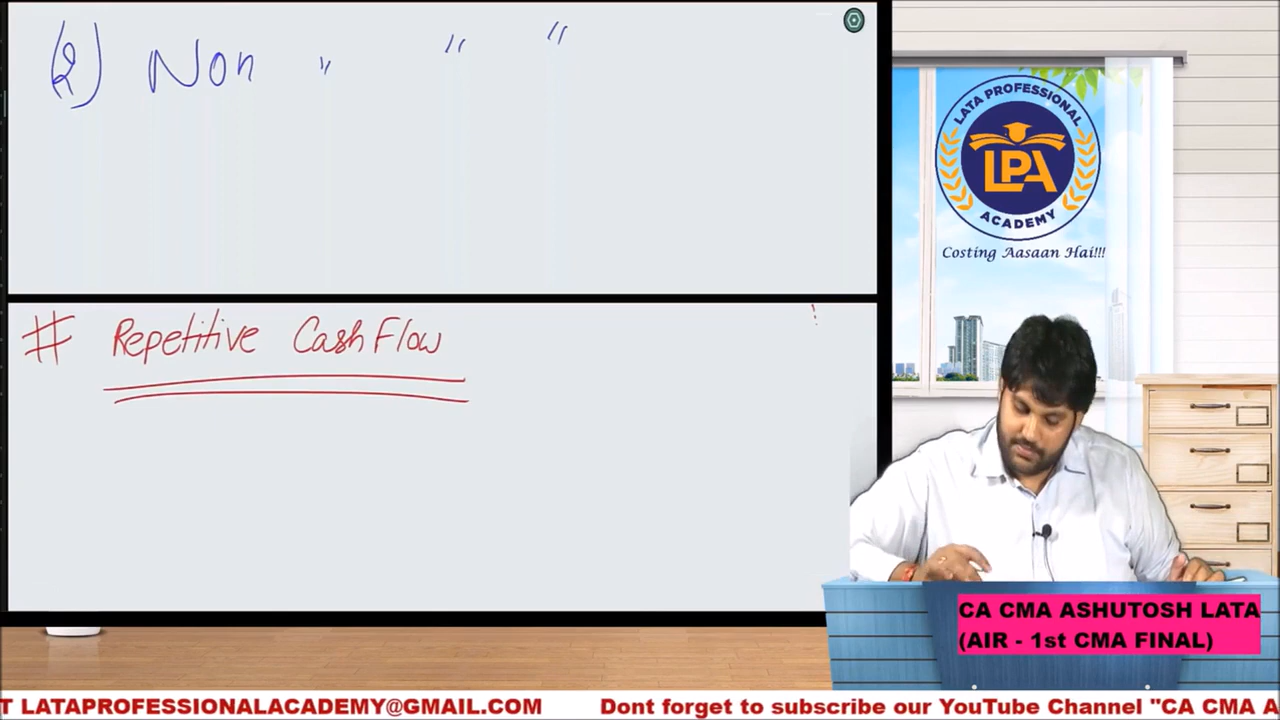 (2) Non " " "
# Repetitive Cash Flow
LATA PROFESSIONAL
LPA
ACADEMY
Costing Aasaan Hai!!!
CA CMA ASHUTOSH LATA
(AIR - 1st CMA FINAL)
T LATAPROFESSIONALACADEMY@GMAIL.COM Dont forget to subscribe our YouTube Channel "CA CMA A